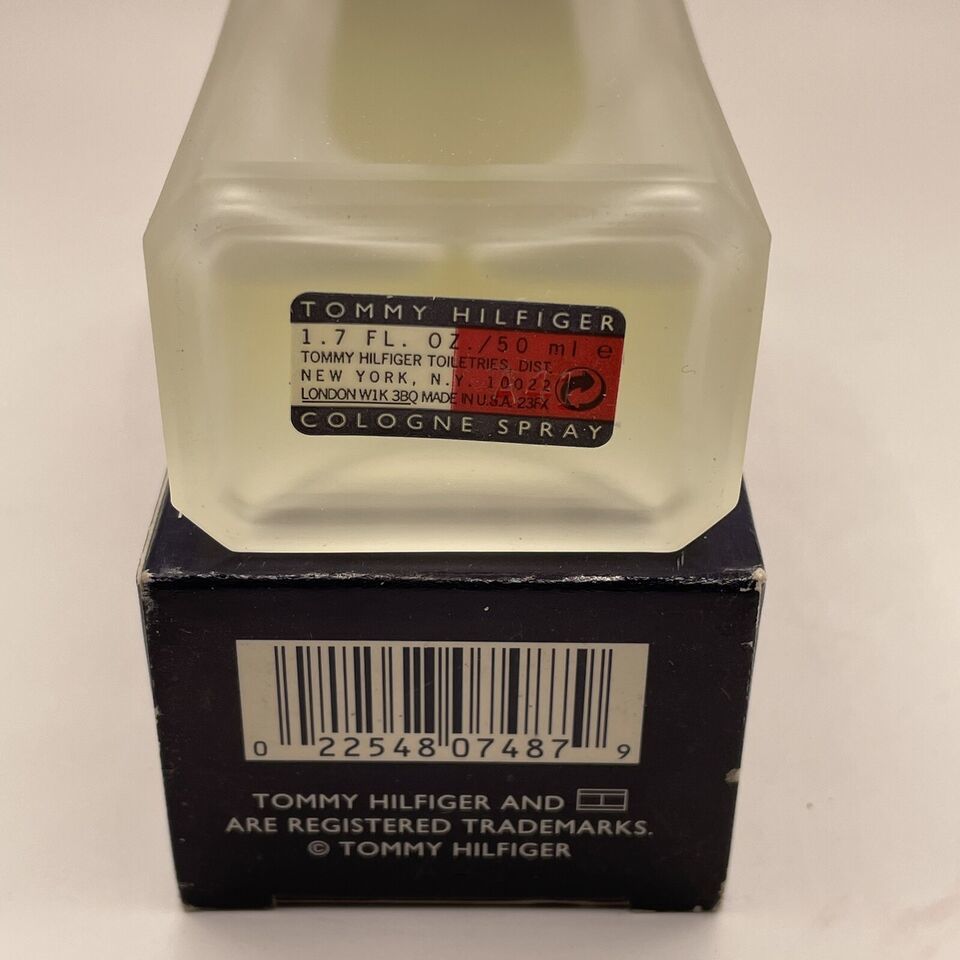 TOMMY HILFIGER
1.7 FL. OZ./50 ml e
TOMMY HILFIGER TOILETRIES, DIST.
NEW YORK, N.Y. 10022
LONDON W1K 3BQ MADE IN U.S.A. 23FX
COLOGNE SPRAY
0 22548 07487 9
TOMMY HILFIGER AND
ARE REGISTERED TRADEMARKS.
© TOMMY HILFIGER